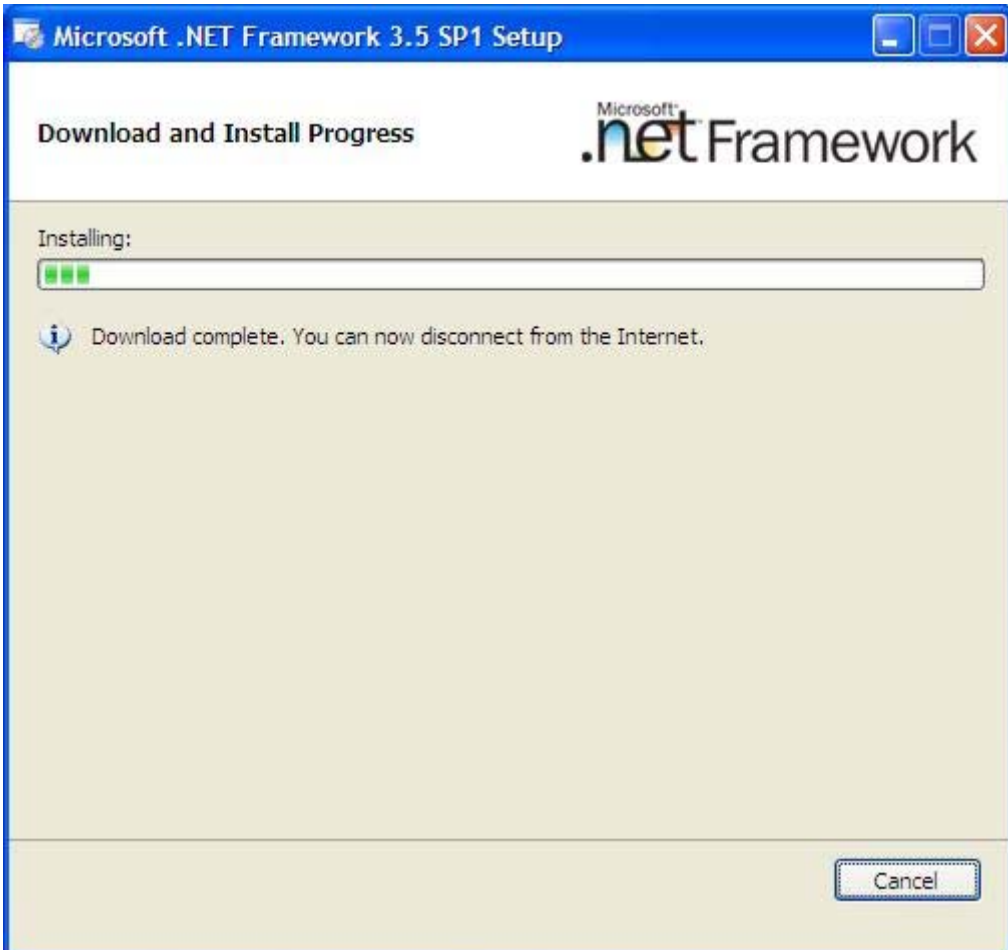 Microsoft .NET Framework 3.5 SP1 Setup
Download and Install Progress
Microsoft
.net Framework
Installing:
Download complete. You can now disconnect from the Internet.
Cancel